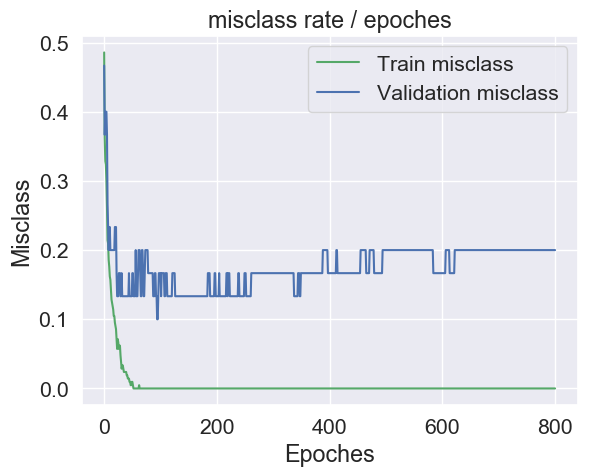 misclass rate / epoches
0.5
0.4
0.3
0.2
0.1
0.0
Misclass
Train misclass
Validation misclass
0
200
400
600
800
Epoches